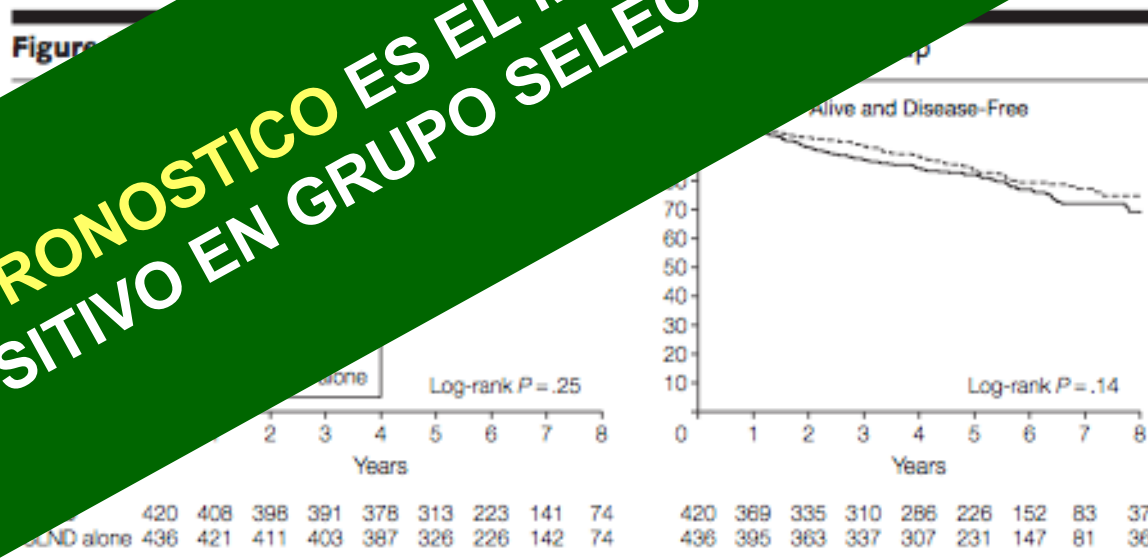 Figure
RONOSTICO ES EL
SITIVO EN GRUPO SELEC
Alive and Disease-Free
70
60
50
40
30
20
10
alone
Log-rank P=.25
Log-rank P=.14
2 3 4 5 6 7 8
0 1 2 3 4 5 6 7 8
Years
Years
420 408 398 391 378 313 223 141 74
420 369 335 310 286 226 152 83 37
SLND alone 436 421 411 403 387 326 226 142 74
436 395 363 337 307 231 147 81